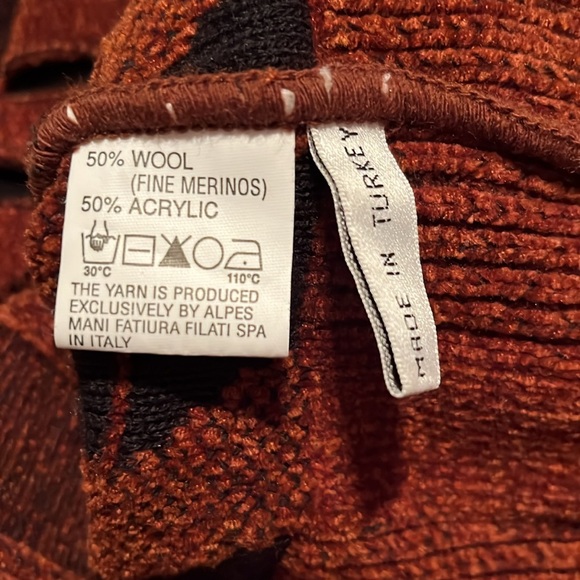 50% WOOL
(FINE MERINOS)
50% ACRYLIC
30°C 110°C
THE YARN IS PRODUCED
EXCLUSIVELY BY ALPES
MANI FATIURA FILATI SPA
IN ITALY
MADE IN TURKEY